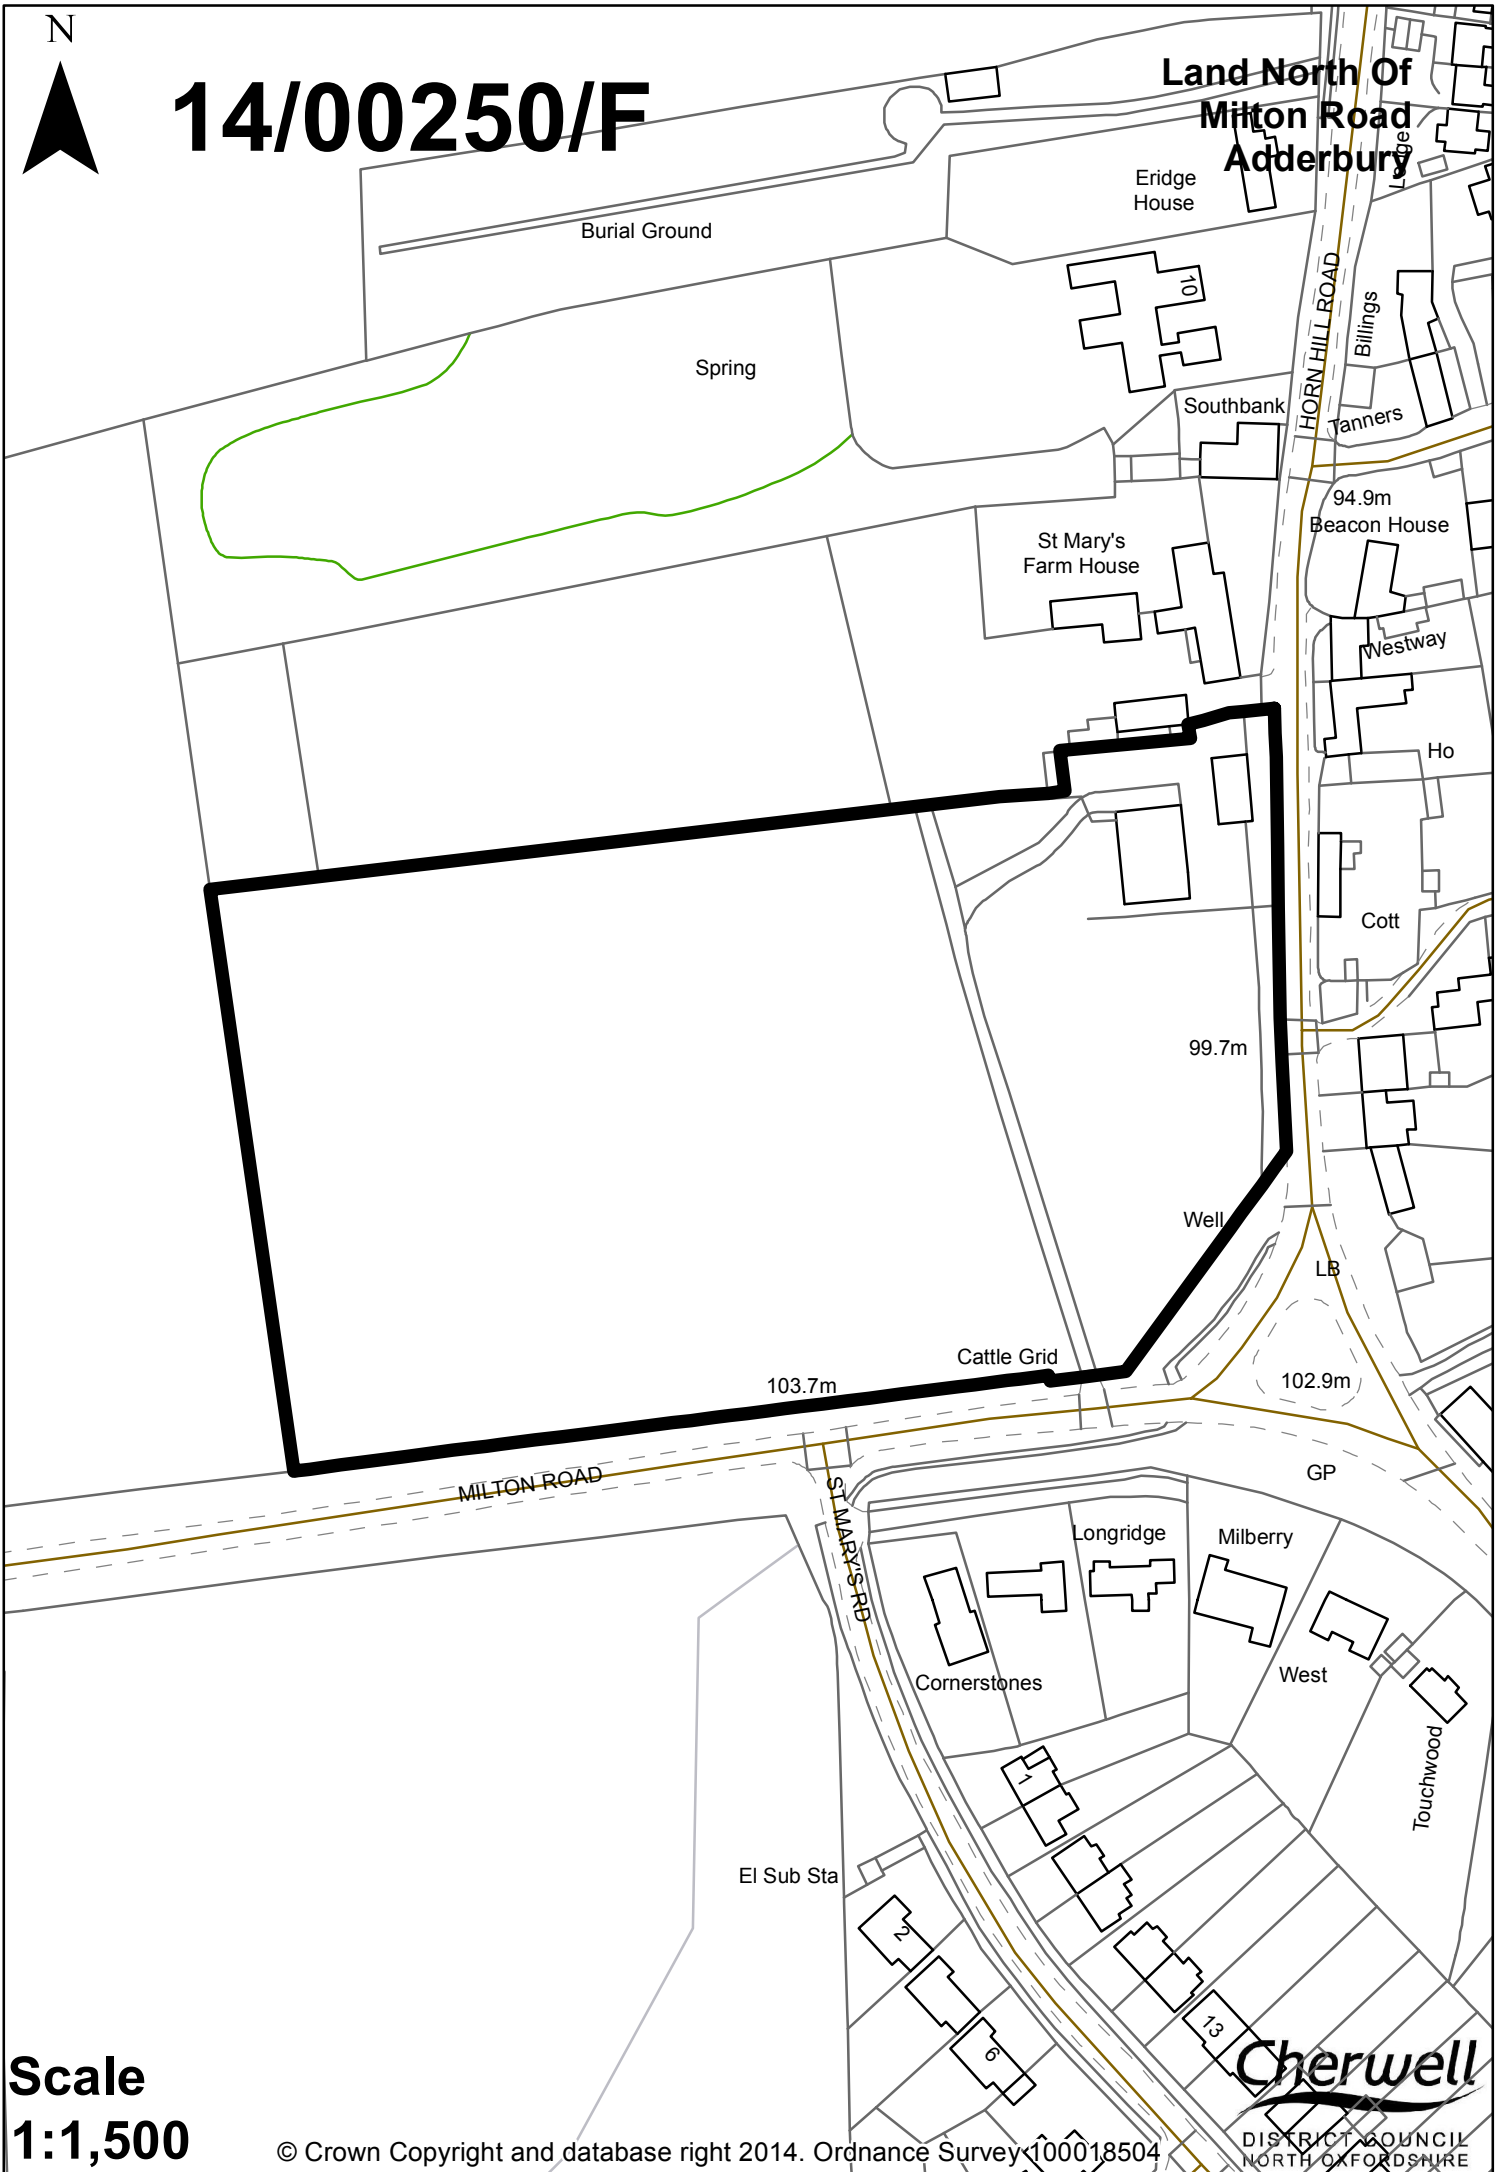 N
14/00250/F
Land North Of
Milton Road
Adderbury
Lodge
Eridge
House
Burial Ground
10
HORN HILL ROAD
Billings
Spring
Southbank
Tanners
94.9m
Beacon House
St Mary's
Farm House
Westway
Ho
Cott
99.7m
Well
LB
Cattle Grid
103.7m
102.9m
MILTON ROAD
GP
ST MARY'S RD
Longridge
Milberry
West
Cornerstones
Touchwood
1
El Sub Sta
2
13
6
Scale
1:1,500
© Crown Copyright and database right 2014. Ordnance Survey 100018504
Cherwell
DISTRICT COUNCIL
NORTH OXFORDSHIRE